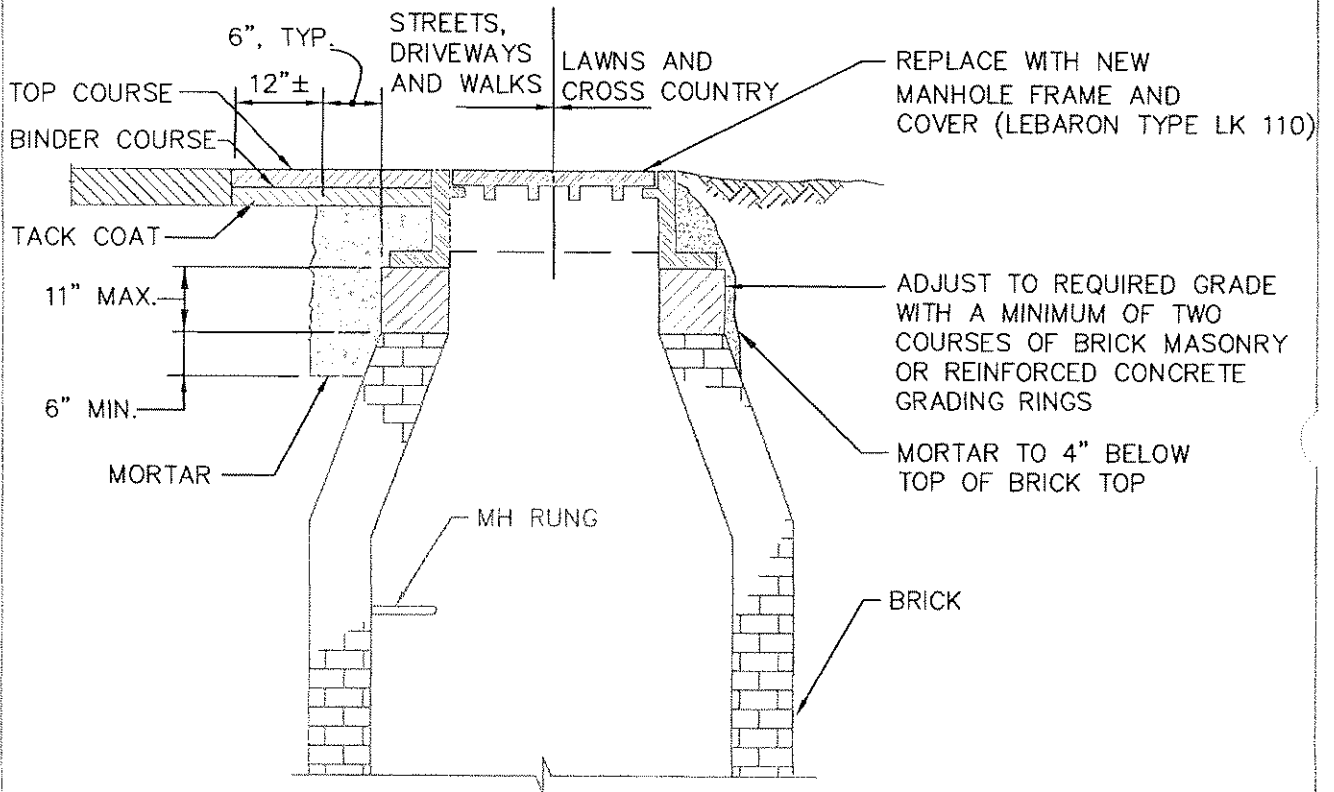 6", TYP.
12"±
TOP COURSE
BINDER COURSE
TACK COAT
11" MAX.
6" MIN.
MORTAR
STREETS,
DRIVEWAYS
AND WALKS
LAWNS AND
CROSS COUNTRY
REPLACE WITH NEW
MANHOLE FRAME AND
COVER (LEBARON TYPE LK 110)
ADJUST TO REQUIRED GRADE
WITH A MINIMUM OF TWO
COURSES OF BRICK MASONRY
OR REINFORCED CONCRETE
GRADING RINGS
MORTAR TO 4" BELOW
TOP OF BRICK TOP
MH RUNG
BRICK